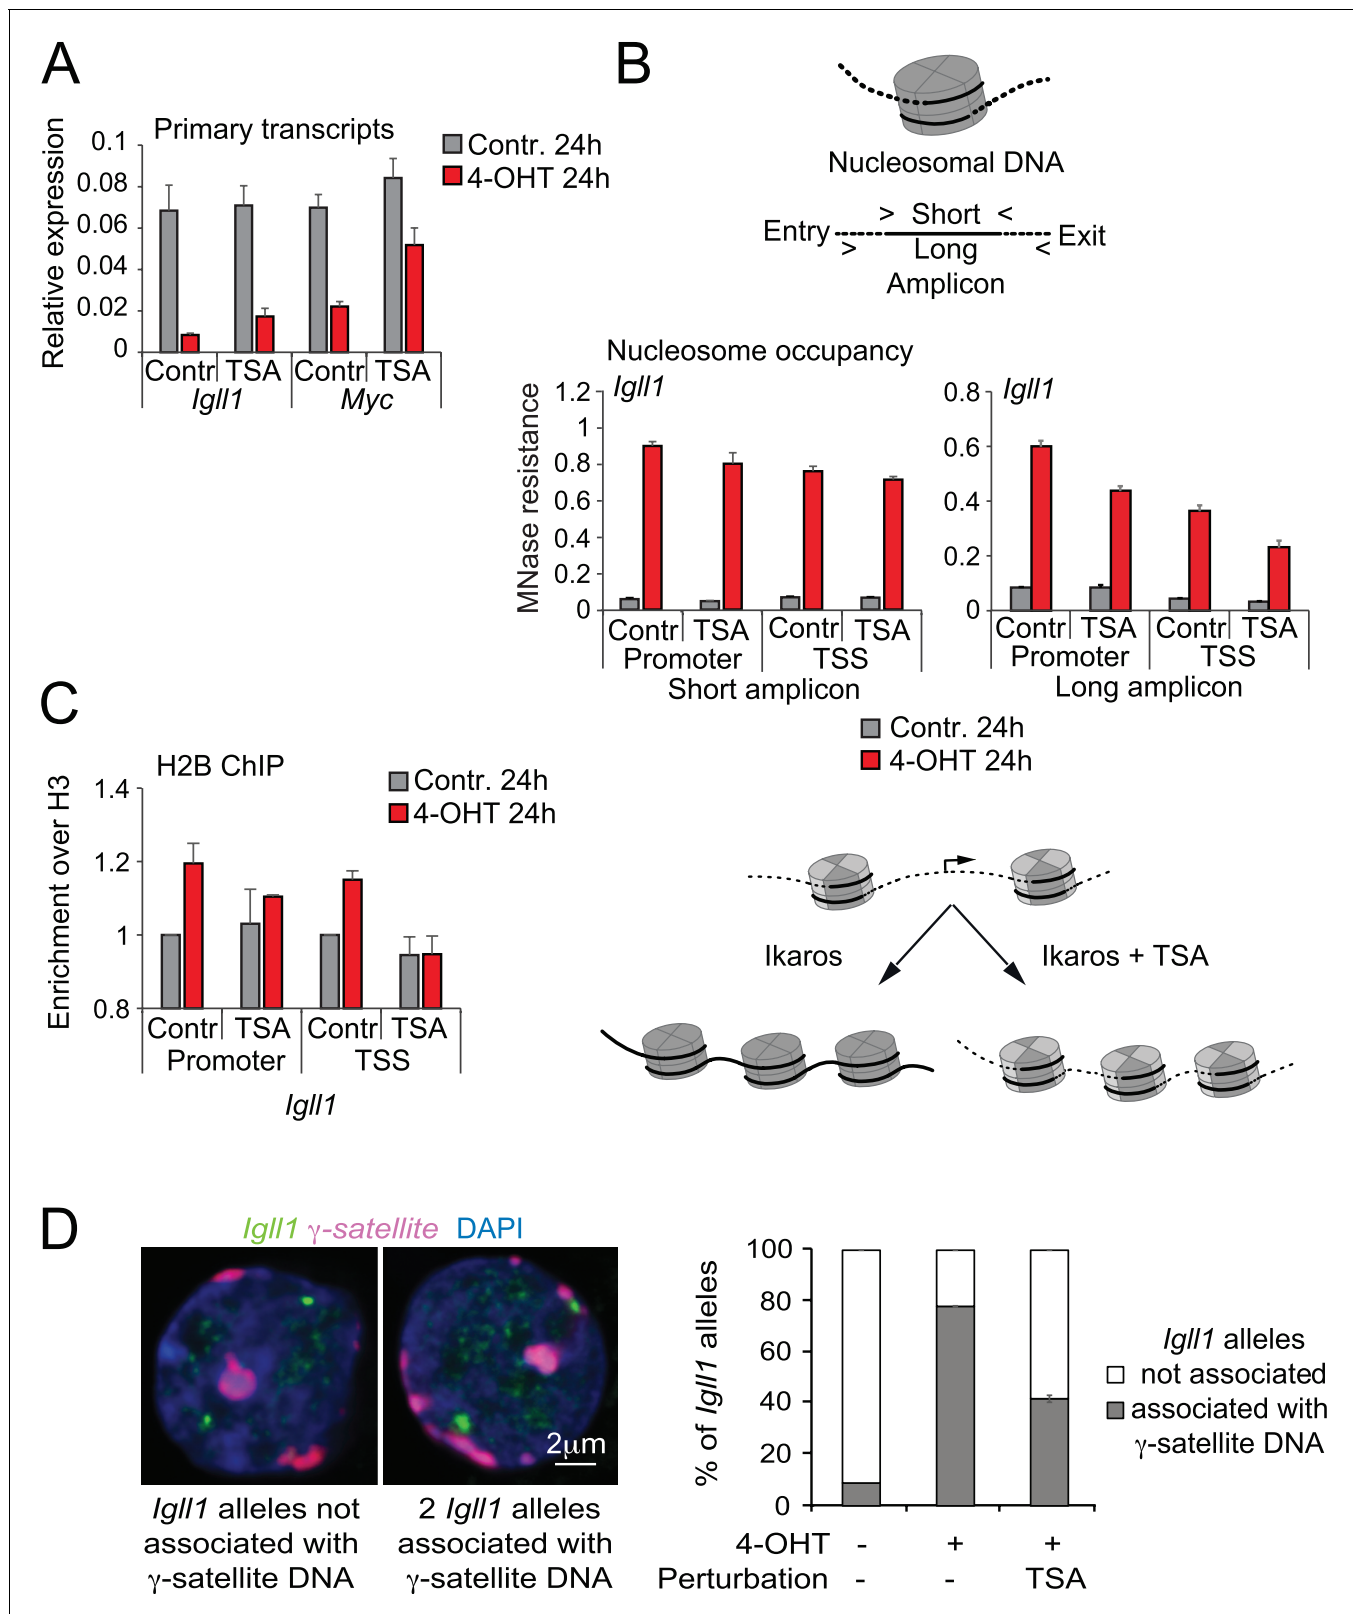 A
Primary transcripts
Relative expression
0.1
0.08
0.06
0.04
0.02
0
Contr. 24h
4-OHT 24h
Contr TSA Contr TSA
Igll1 Myc
B
Nucleosomal DNA
> Short <
Entry Exit
> Long <
Amplicon
Nucleosome occupancy
MNase resistance
Igll1
1.2
1
0.8
0.6
0.4
0.2
0
Contr TSA Contr TSA
Promoter TSS
Short amplicon
Igll1
0.8
0.6
0.4
0.2
0
Contr TSA Contr TSA
Promoter TSS
Long amplicon
Contr. 24h
4-OHT 24h
C
H2B ChIP
Enrichment over H3
1.4
1.2
1
0.8
Contr. 24h
4-OHT 24h
Contr TSA Contr TSA
Promoter TSS
Igll1
Ikaros Ikaros + TSA
D
Igll1 γ-satellite DAPI
2μm
Igll1 alleles not
associated with
γ-satellite DNA
2 Igll1 alleles
associated with
γ-satellite DNA
% of Igll1 alleles
100
80
60
40
20
0
4-OHT - + +
Perturbation - - TSA
Igll1 alleles
not associated
associated with
γ-satellite DNA